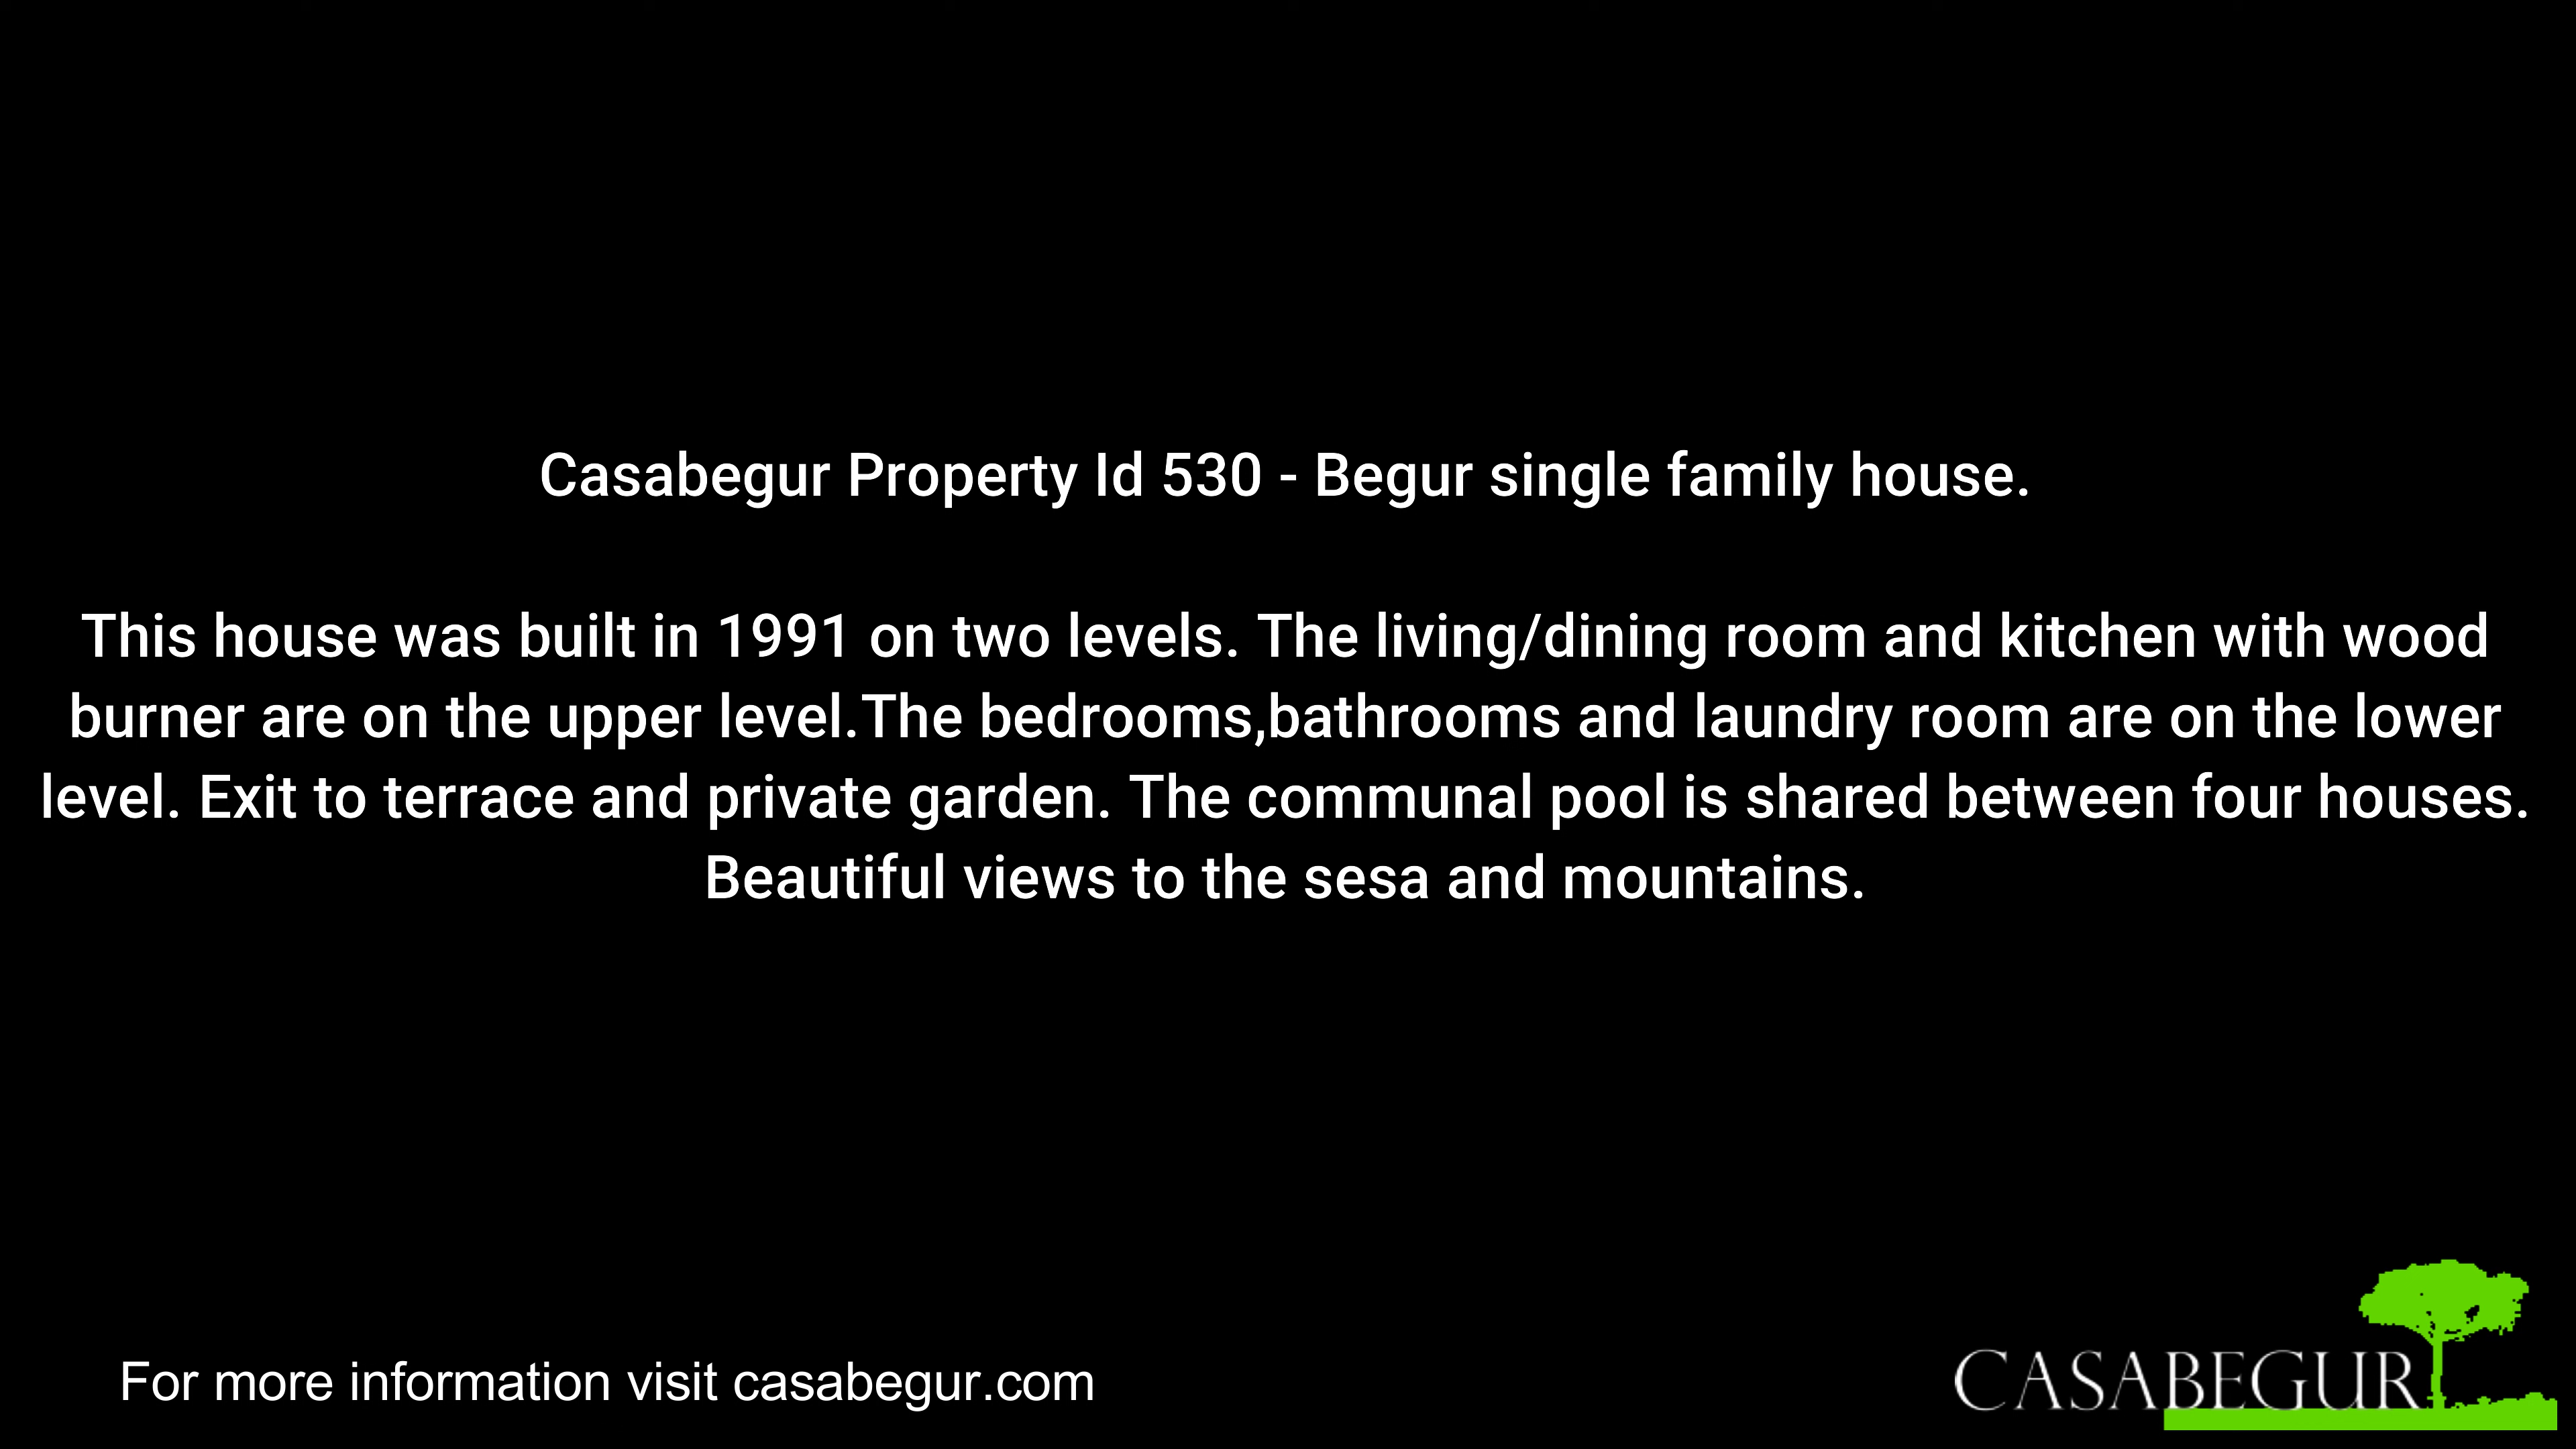 Casabegur Property Id 530 - Begur single family house.
This house was built in 1991 on two levels. The living/dining room and kitchen with wood
burner are on the upper level.The bedrooms,bathrooms and laundry room are on the lower
level. Exit to terrace and private garden. The communal pool is shared between four houses.
Beautiful views to the sesa and mountains.
For more information visit casabegur.com
CASABEGUR